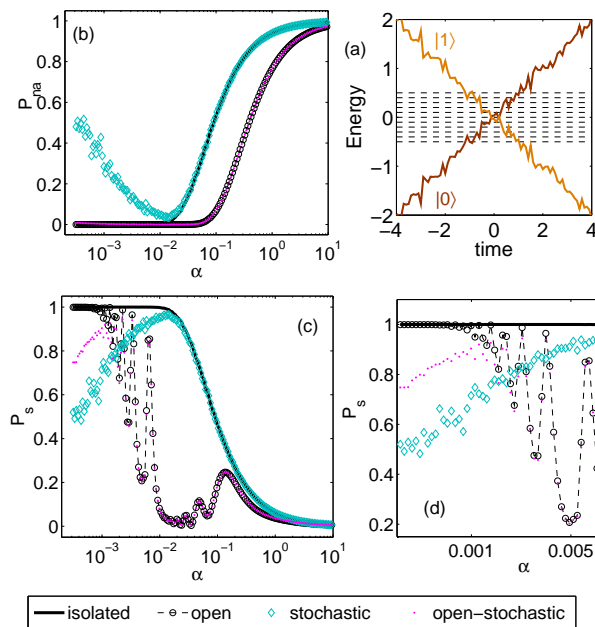 (b)
P_na
1
0.8
0.6
0.4
0.2
0
10^−3
10^−2
10^−1
10^0
10^1
α
(a)
|1⟩
|0⟩
Energy
2
1
0
−1
−2
−4
−2
0
2
4
time
(c)
P_s
1
0.8
0.6
0.4
0.2
0
10^−3
10^−2
10^−1
10^0
10^1
α
(d)
P_s
1
0.8
0.6
0.4
0.2
0.001
0.005
α
isolated
open
stochastic
open−stochastic